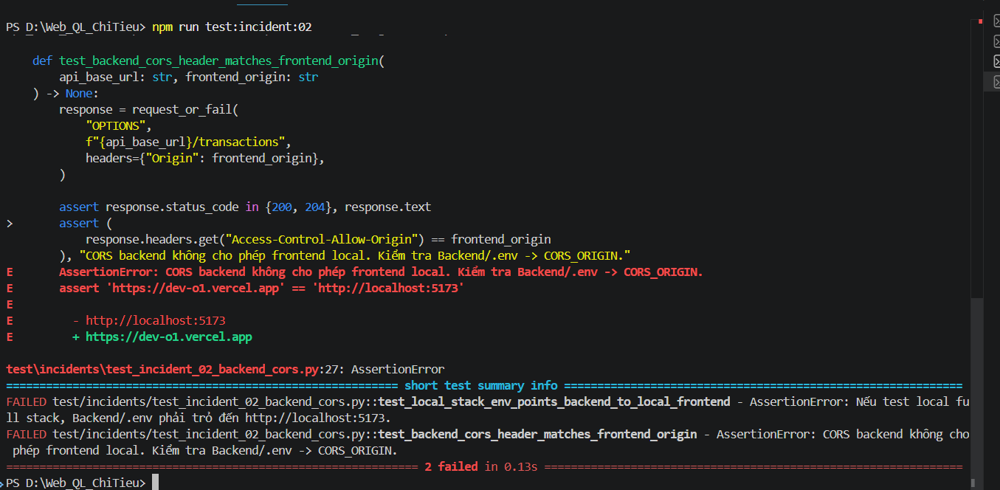 PS D:\Web_QL_ChiTieu> npm run test:incident:02
def test_backend_cors_header_matches_frontend_origin(
api_base_url: str, frontend_origin: str
) -> None:
response = request_or_fail(
"OPTIONS",
f"{api_base_url}/transactions",
headers={"Origin": frontend_origin},
)
assert response.status_code in {200, 204}, response.text
> assert (
response.headers.get("Access-Control-Allow-Origin") == frontend_origin
), "CORS backend không cho phép frontend local. Kiểm tra Backend/.env -> CORS_ORIGIN."
E AssertionError: CORS backend không cho phép frontend local. Kiểm tra Backend/.env -> CORS_ORIGIN.
E assert 'https://dev-o1.vercel.app' == 'http://localhost:5173'
E
E - http://localhost:5173
E + https://dev-o1.vercel.app
test\incidents\test_incident_02_backend_cors.py:27: AssertionError
=========================================================== short test summary info ============================================================
FAILED test/incidents/test_incident_02_backend_cors.py::test_local_stack_env_points_backend_to_local_frontend - AssertionError: Nếu test local fu
ll stack, Backend/.env phải trỏ đến http://localhost:5173.
FAILED test/incidents/test_incident_02_backend_cors.py::test_backend_cors_header_matches_frontend_origin - AssertionError: CORS backend không cho
phép frontend local. Kiểm tra Backend/.env -> CORS_ORIGIN.
============================================================== 2 failed in 0.13s ===============================================================
PS D:\Web_QL_ChiTieu>